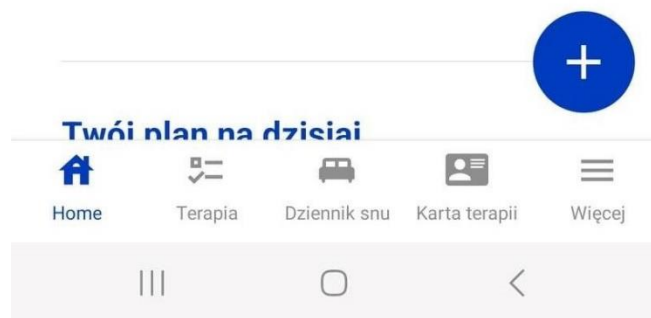 Twój plan na dzisiaj
Home Terapia Dziennik snu Karta terapii Więcej